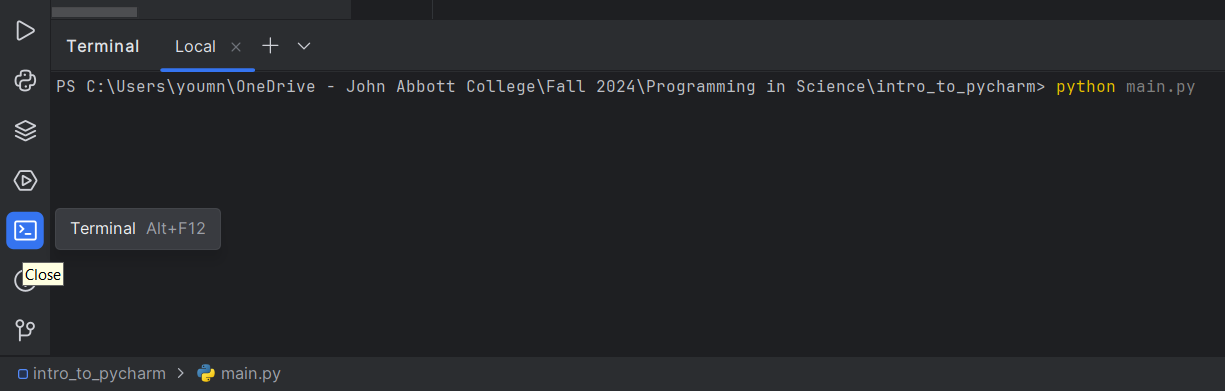 Terminal Local
PS C:\Users\youmn\OneDrive - John Abbott College\Fall 2024\Programming in Science\intro_to_pycharm> python main.py
Terminal Alt+F12
Close
intro_to_pycharm > main.py